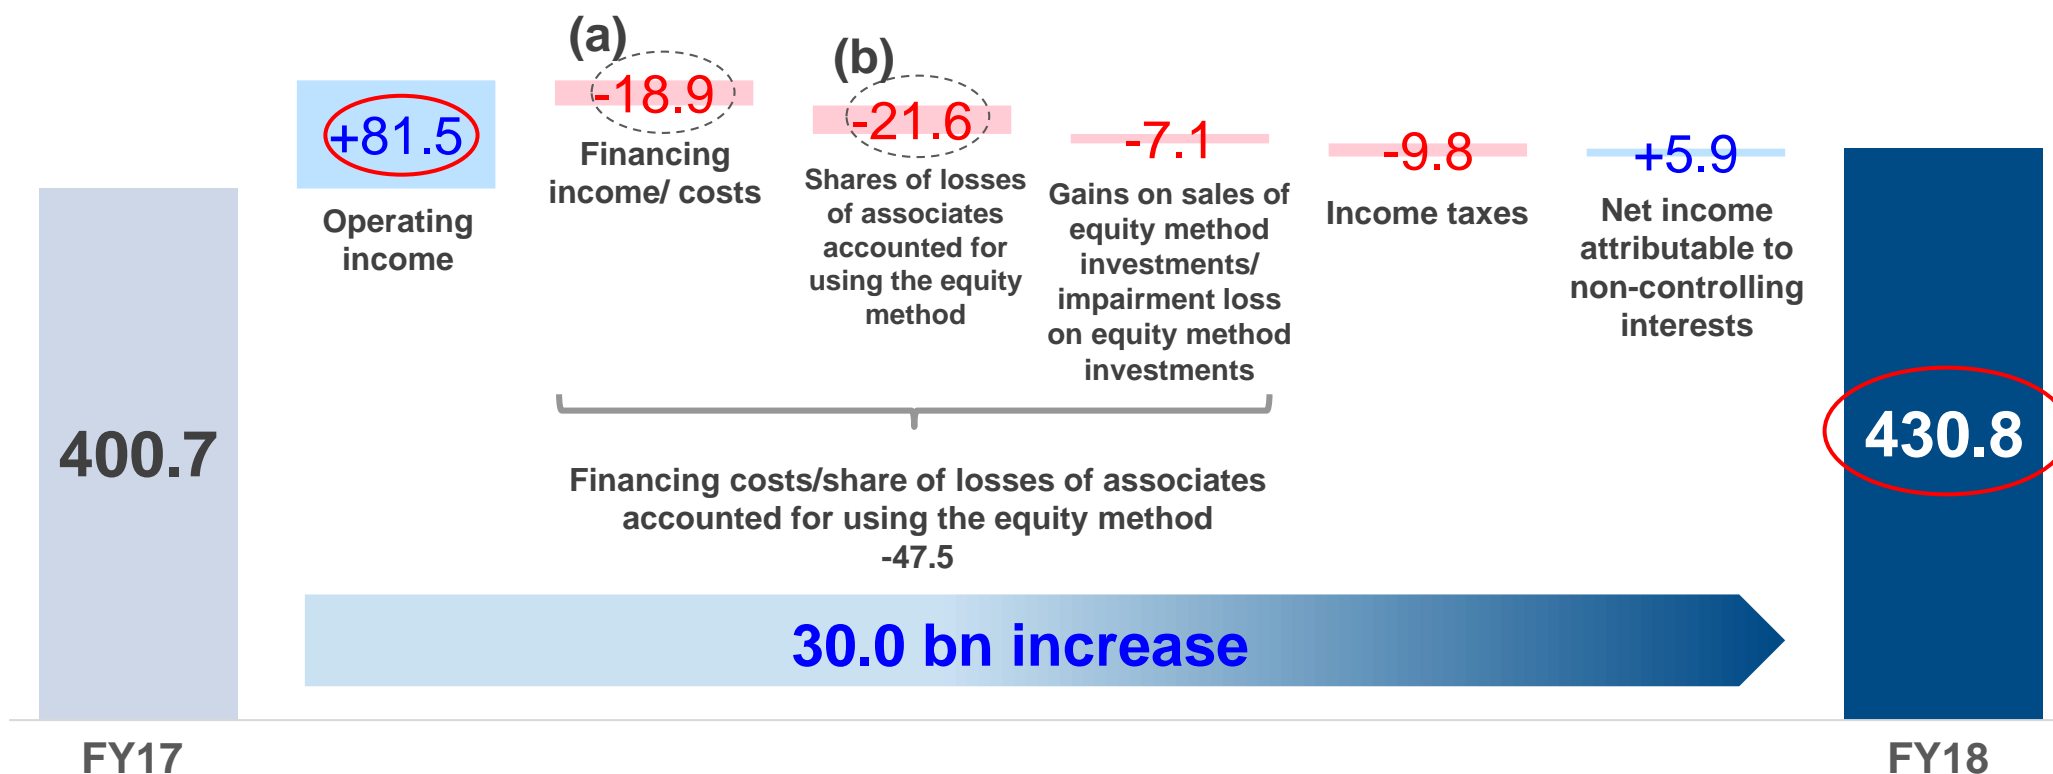 (a)
(b)
+81.5
-18.9
-21.6
-7.1
-9.8
+5.9
Operating
income
Financing
income/ costs
Shares of losses
of associates
accounted for
using the equity
method
Gains on sales of
equity method
investments/
impairment loss
on equity method
investments
Income taxes
Net income
attributable to
non-controlling
interests
400.7
430.8
Financing costs/share of losses of associates
accounted for using the equity method
-47.5
30.0 bn increase
FY17
FY18